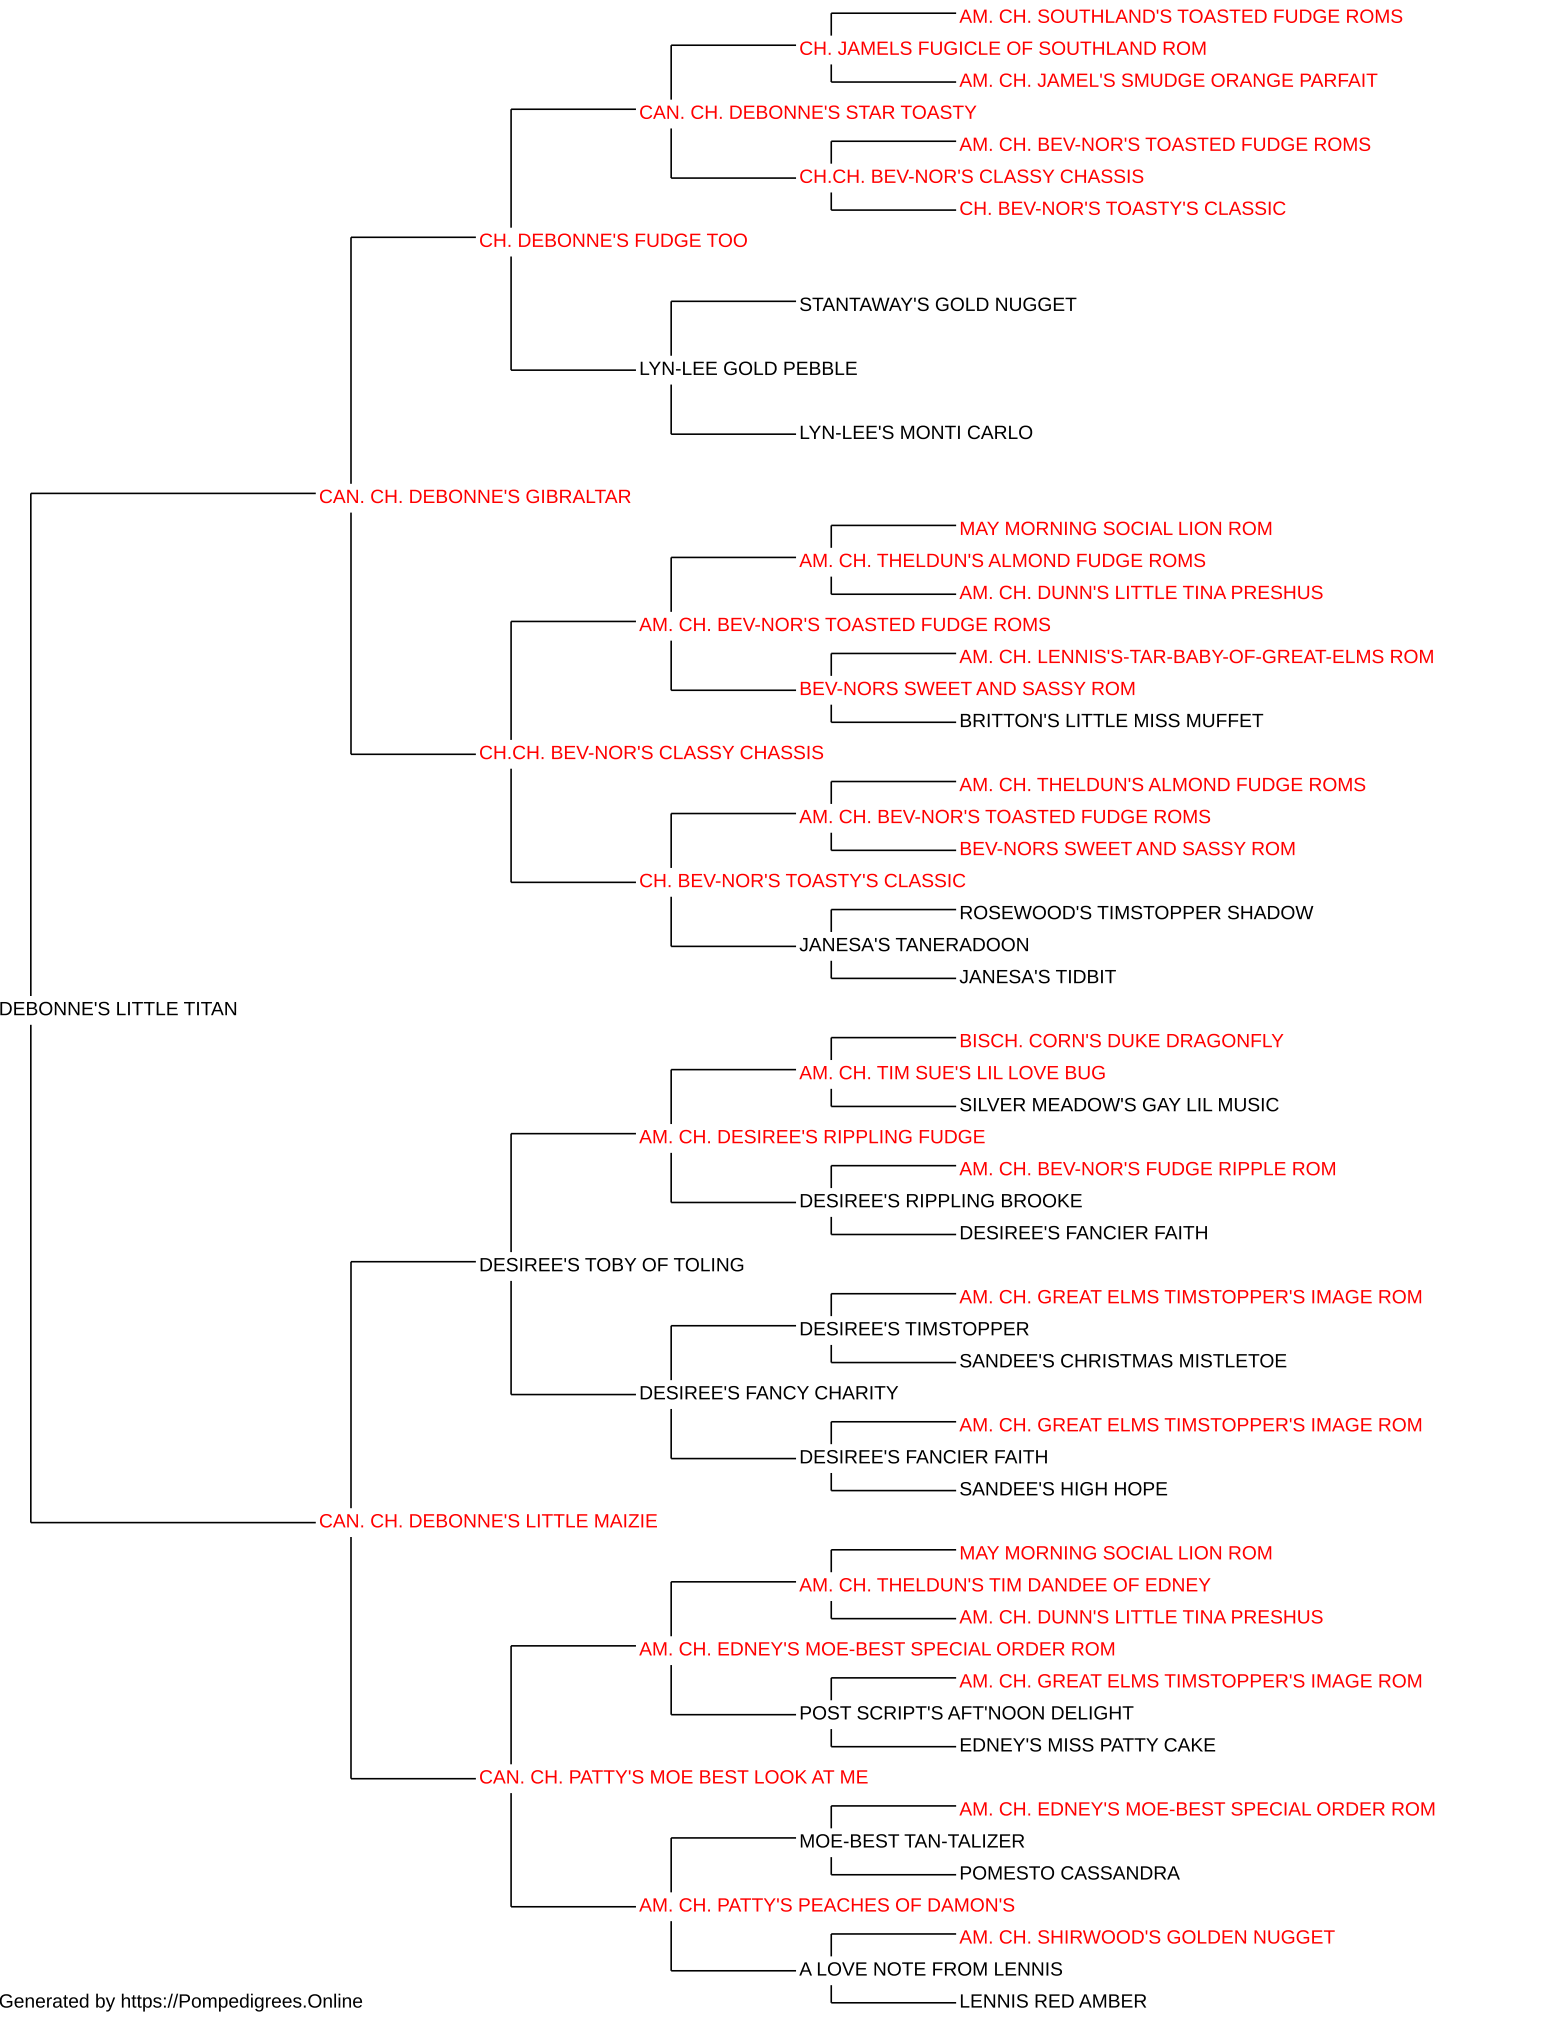 AM. CH. SOUTHLAND'S TOASTED FUDGE ROMS
CH. JAMELS FUGICLE OF SOUTHLAND ROM
AM. CH. JAMEL'S SMUDGE ORANGE PARFAIT
CAN. CH. DEBONNE'S STAR TOASTY
AM. CH. BEV-NOR'S TOASTED FUDGE ROMS
CH.CH. BEV-NOR'S CLASSY CHASSIS
CH. BEV-NOR'S TOASTY'S CLASSIC
CH. DEBONNE'S FUDGE TOO
STANTAWAY'S GOLD NUGGET
LYN-LEE GOLD PEBBLE
LYN-LEE'S MONTI CARLO
CAN. CH. DEBONNE'S GIBRALTAR
MAY MORNING SOCIAL LION ROM
AM. CH. THELDUN'S ALMOND FUDGE ROMS
AM. CH. DUNN'S LITTLE TINA PRESHUS
AM. CH. BEV-NOR'S TOASTED FUDGE ROMS
AM. CH. LENNIS'S-TAR-BABY-OF-GREAT-ELMS ROM
BEV-NORS SWEET AND SASSY ROM
BRITTON'S LITTLE MISS MUFFET
CH.CH. BEV-NOR'S CLASSY CHASSIS
AM. CH. THELDUN'S ALMOND FUDGE ROMS
AM. CH. BEV-NOR'S TOASTED FUDGE ROMS
BEV-NORS SWEET AND SASSY ROM
CH. BEV-NOR'S TOASTY'S CLASSIC
ROSEWOOD'S TIMSTOPPER SHADOW
JANESA'S TANERADOON
JANESA'S TIDBIT
DEBONNE'S LITTLE TITAN
BISCH. CORN'S DUKE DRAGONFLY
AM. CH. TIM SUE'S LIL LOVE BUG
SILVER MEADOW'S GAY LIL MUSIC
AM. CH. DESIREE'S RIPPLING FUDGE
AM. CH. BEV-NOR'S FUDGE RIPPLE ROM
DESIREE'S RIPPLING BROOKE
DESIREE'S FANCIER FAITH
DESIREE'S TOBY OF TOLING
AM. CH. GREAT ELMS TIMSTOPPER'S IMAGE ROM
DESIREE'S TIMSTOPPER
SANDEE'S CHRISTMAS MISTLETOE
DESIREE'S FANCY CHARITY
AM. CH. GREAT ELMS TIMSTOPPER'S IMAGE ROM
DESIREE'S FANCIER FAITH
SANDEE'S HIGH HOPE
CAN. CH. DEBONNE'S LITTLE MAIZIE
MAY MORNING SOCIAL LION ROM
AM. CH. THELDUN'S TIM DANDEE OF EDNEY
AM. CH. DUNN'S LITTLE TINA PRESHUS
AM. CH. EDNEY'S MOE-BEST SPECIAL ORDER ROM
AM. CH. GREAT ELMS TIMSTOPPER'S IMAGE ROM
POST SCRIPT'S AFT'NOON DELIGHT
EDNEY'S MISS PATTY CAKE
CAN. CH. PATTY'S MOE BEST LOOK AT ME
AM. CH. EDNEY'S MOE-BEST SPECIAL ORDER ROM
MOE-BEST TAN-TALIZER
POMESTO CASSANDRA
AM. CH. PATTY'S PEACHES OF DAMON'S
AM. CH. SHIRWOOD'S GOLDEN NUGGET
A LOVE NOTE FROM LENNIS
LENNIS RED AMBER
Generated by https://Pompedigrees.Online